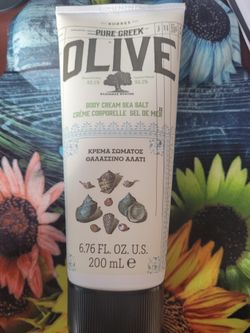 KORRES
PURE GREEK
OLIVE
BODY CREAM SEA SALT
CRÈME CORPORELLE SEL DE MER
ΚΡΕΜΑ ΣΩΜΑΤΟΣ
ΘΑΛΑΣΣΙΝΟ ΑΛΑΤΙ
6.76 FL. OZ. U.S.
200 mL e